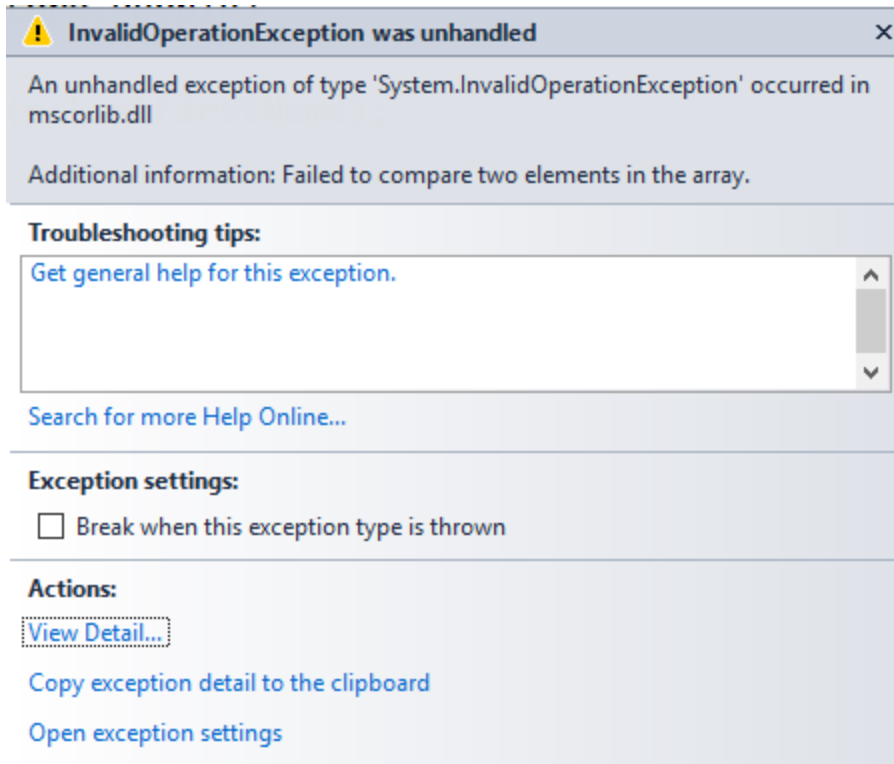 InvalidOperationException was unhandled
An unhandled exception of type 'System.InvalidOperationException' occurred in
mscorlib.dll
Additional information: Failed to compare two elements in the array.
Troubleshooting tips:
Get general help for this exception.
Search for more Help Online...
Exception settings:
Break when this exception type is thrown
Actions:
View Detail...
Copy exception detail to the clipboard
Open exception settings